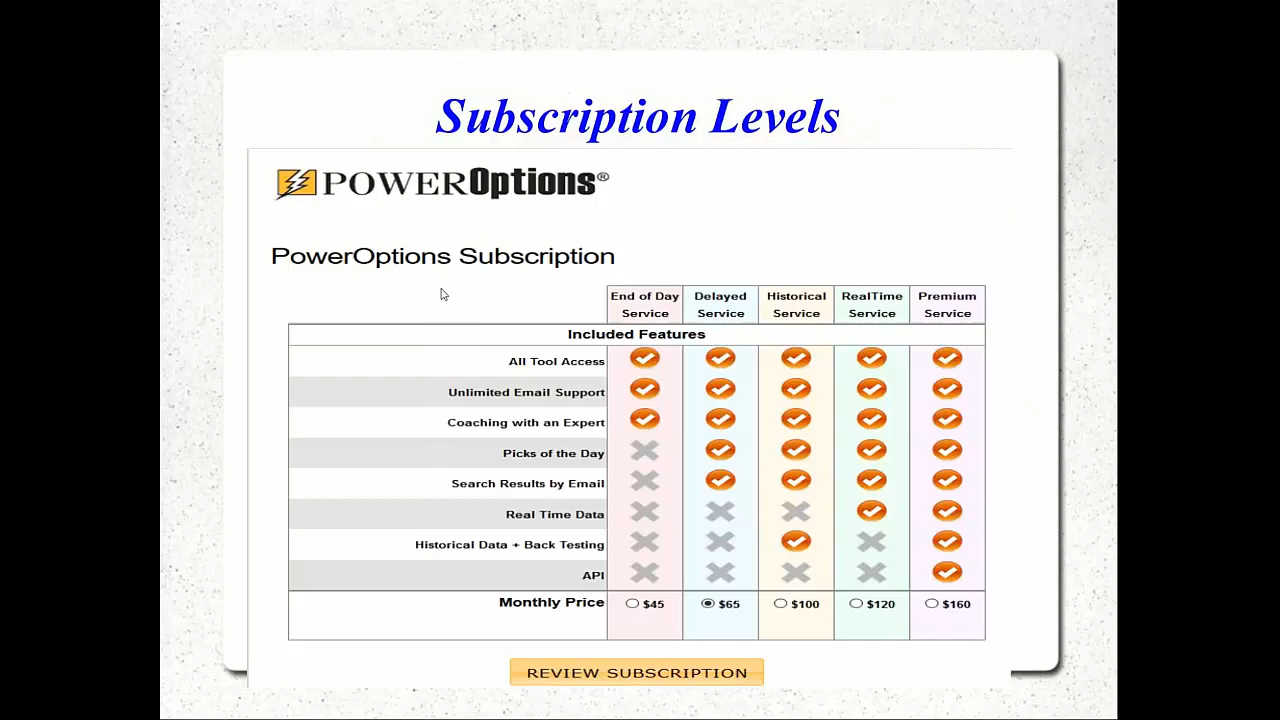 Subscription Levels
POWEROptions®
PowerOptions Subscription
End of Day Delayed Historical RealTime Premium
Service Service Service Service Service
Included Features
All Tool Access
Unlimited Email Support
Coaching with an Expert
Picks of the Day
Search Results by Email
Real Time Data
Historical Data + Back Testing
API
Monthly Price $45 $65 $100 $120 $160
REVIEW SUBSCRIPTION